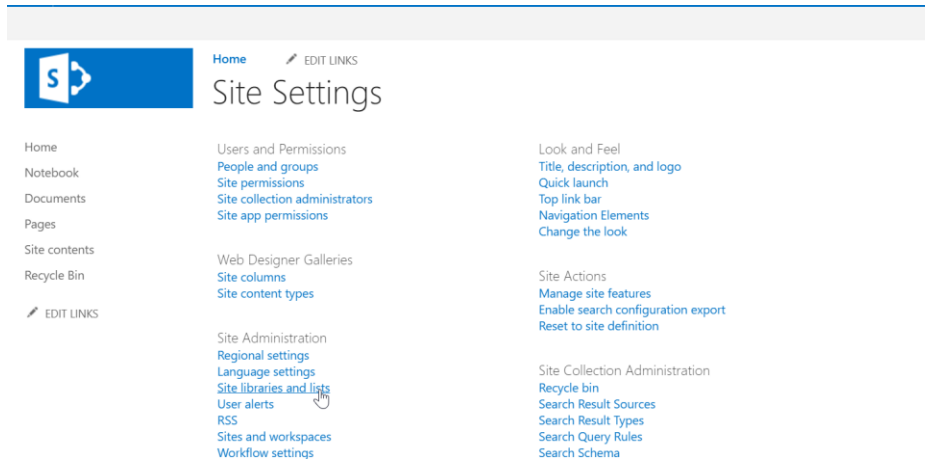 S
Home EDIT LINKS
Site Settings
Home
Notebook
Documents
Pages
Site contents
Recycle Bin
EDIT LINKS
Users and Permissions
People and groups
Site permissions
Site collection administrators
Site app permissions
Web Designer Galleries
Site columns
Site content types
Site Administration
Regional settings
Language settings
Site libraries and lists
User alerts
RSS
Sites and workspaces
Workflow settings
Look and Feel
Title, description, and logo
Quick launch
Top link bar
Navigation Elements
Change the look
Site Actions
Manage site features
Enable search configuration export
Reset to site definition
Site Collection Administration
Recycle bin
Search Result Sources
Search Result Types
Search Query Rules
Search Schema